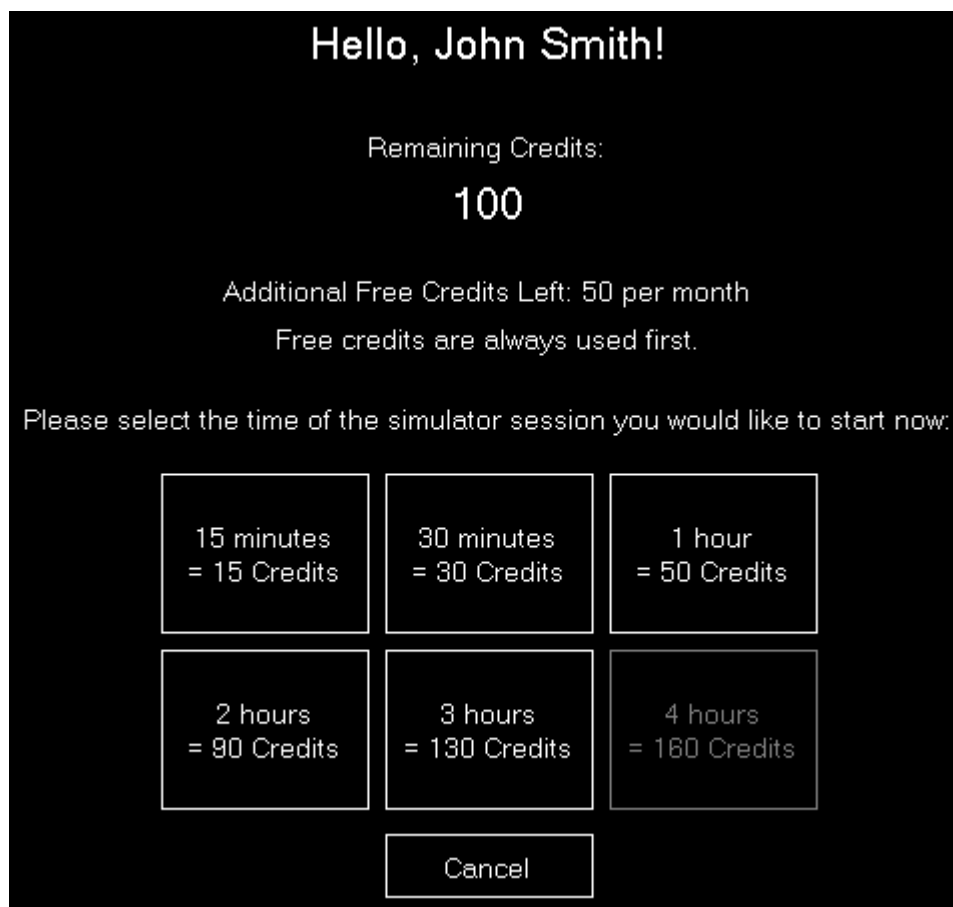 Hello, John Smith!
Remaining Credits:
100
Additional Free Credits Left: 50 per month
Free credits are always used first.
Please select the time of the simulator session you would like to start now:
15 minutes
= 15 Credits
30 minutes
= 30 Credits
1 hour
= 50 Credits
2 hours
= 90 Credits
3 hours
= 130 Credits
4 hours
= 160 Credits
Cancel